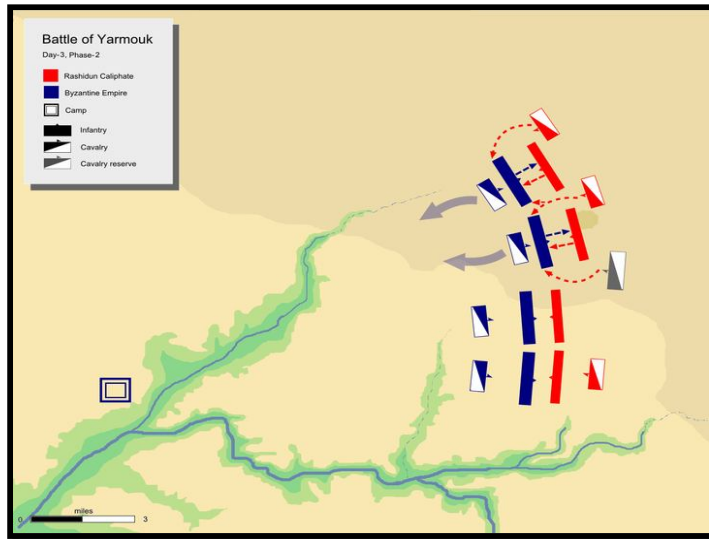 Battle of Yarmouk
Day-3, Phase-2
Rashidun Caliphate
Byzantine Empire
Camp
Infantry
Cavalry
Cavalry reserve
miles
0 3